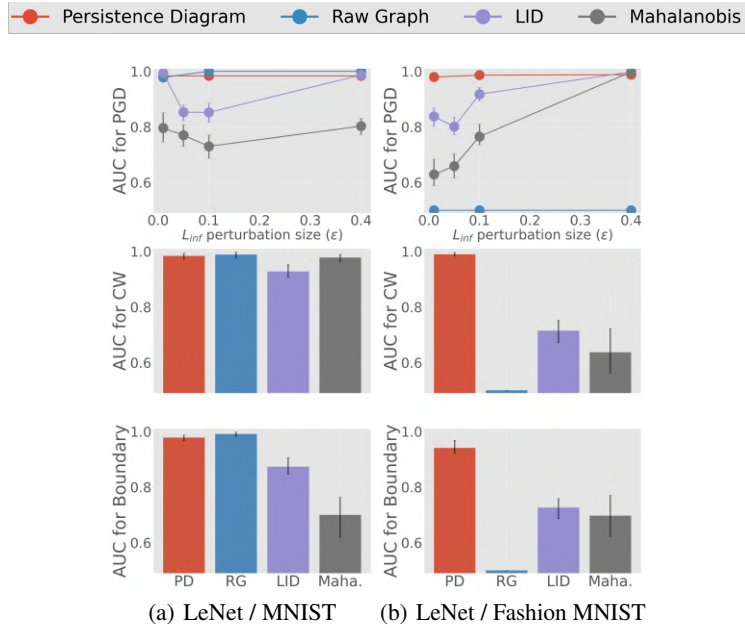 Persistence Diagram Raw Graph LID Mahalanobis
AUC for PGD
1.0
0.8
0.6
0.0 0.1 0.2 0.3 0.4
L_inf perturbation size (ε)
1.0
0.8
0.6
0.0 0.1 0.2 0.3 0.4
L_inf perturbation size (ε)
AUC for PGD
AUC for CW
1.0
0.8
0.6
AUC for CW
1.0
0.8
0.6
AUC for Boundary
1.0
0.8
0.6
PD RG LID Maha.
AUC for Boundary
1.0
0.8
0.6
PD RG LID Maha.
(a) LeNet / MNIST (b) LeNet / Fashion MNIST